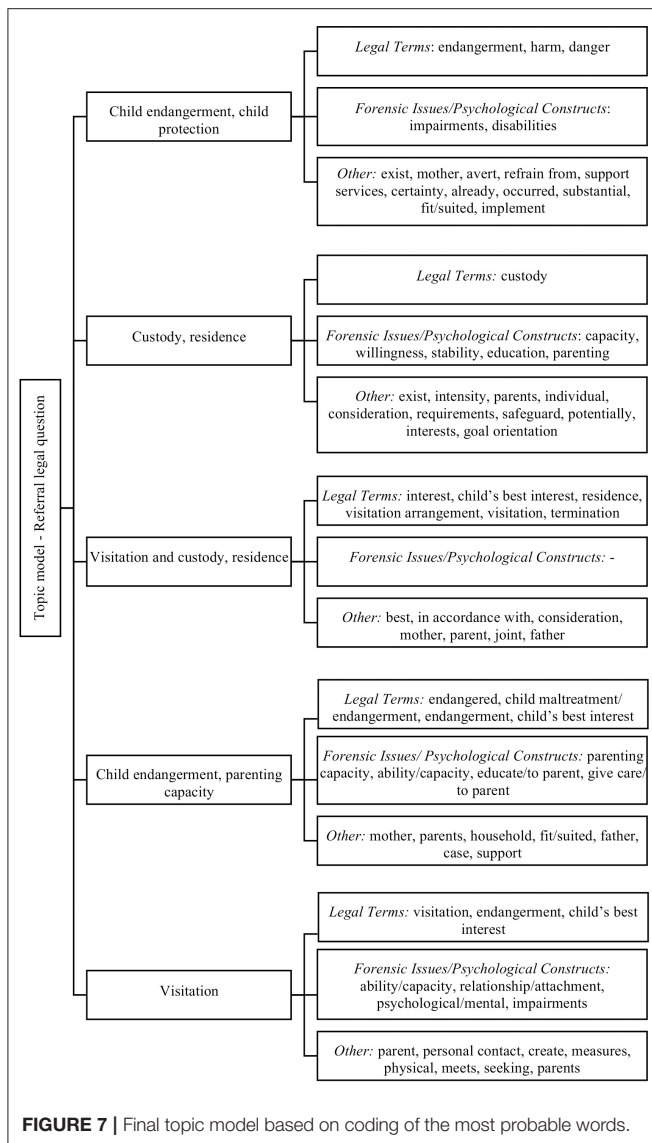 Topic model - Referral legal question
Child endangerment, child
protection
Legal Terms: endangerment, harm, danger
Forensic Issues/Psychological Constructs:
impairments, disabilities
Other: exist, mother, avert, refrain from, support
services, certainty, already, occurred, substantial,
fit/suited, implement
Custody, residence
Legal Terms: custody
Forensic Issues/Psychological Constructs: capacity,
willingness, stability, education, parenting
Other: exist, intensity, parents, individual,
consideration, requirements, safeguard, potentially,
interests, goal orientation
Visitation and custody, residence
Legal Terms: interest, child's best interest, residence,
visitation arrangement, visitation, termination
Forensic Issues/Psychological Constructs: -
Other: best, in accordance with, consideration,
mother, parent, joint, father
Child endangerment, parenting
capacity
Legal Terms: endangered, child maltreatment/
endangerment, endangerment, child's best interest
Forensic Issues/ Psychological Constructs: parenting
capacity, ability/capacity, educate/to parent, give care/
to parent
Other: mother, parents, household, fit/suited, father,
case, support
Visitation
Legal Terms: visitation, endangerment, child's best
interest
Forensic Issues/Psychological Constructs:
ability/capacity, relationship/attachment,
psychological/mental, impairments
Other: parent, personal contact, create, measures,
physical, meets, seeking, parents
FIGURE 7 | Final topic model based on coding of the most probable words.